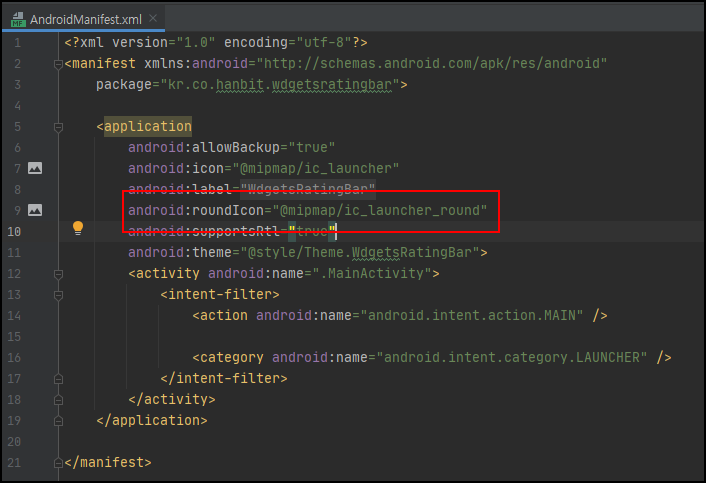 AndroidManifest.xml
1 <?xml version="1.0" encoding="utf-8"?>
2 <manifest xmlns:android="http://schemas.android.com/apk/res/android"
3 package="kr.co.hanbit.wdgetsratingbar">
4
5 <application
6 android:allowBackup="true"
7 android:icon="@mipmap/ic_launcher"
8 android:label="WdgetsRatingBar"
9 android:roundIcon="@mipmap/ic_launcher_round"
10 android:supportsRtl="true"
11 android:theme="@style/Theme.WdgetsRatingBar">
12 <activity android:name=".MainActivity">
13 <intent-filter>
14 <action android:name="android.intent.action.MAIN" />
15
16 <category android:name="android.intent.category.LAUNCHER" />
17 </intent-filter>
18 </activity>
19 </application>
20
21 </manifest>